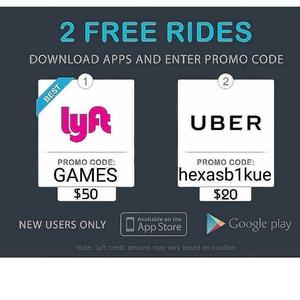 2 FREE RIDES
DOWNLOAD APPS AND ENTER PROMO CODE
1
2
BEST
lyft
UBER
PROMO CODE:
PROMO CODE:
GAMES
hexasb1kue
$50
$20
NEW USERS ONLY
Available on the
App Store
Google play
Note: Lyft credit amount may vary based on location